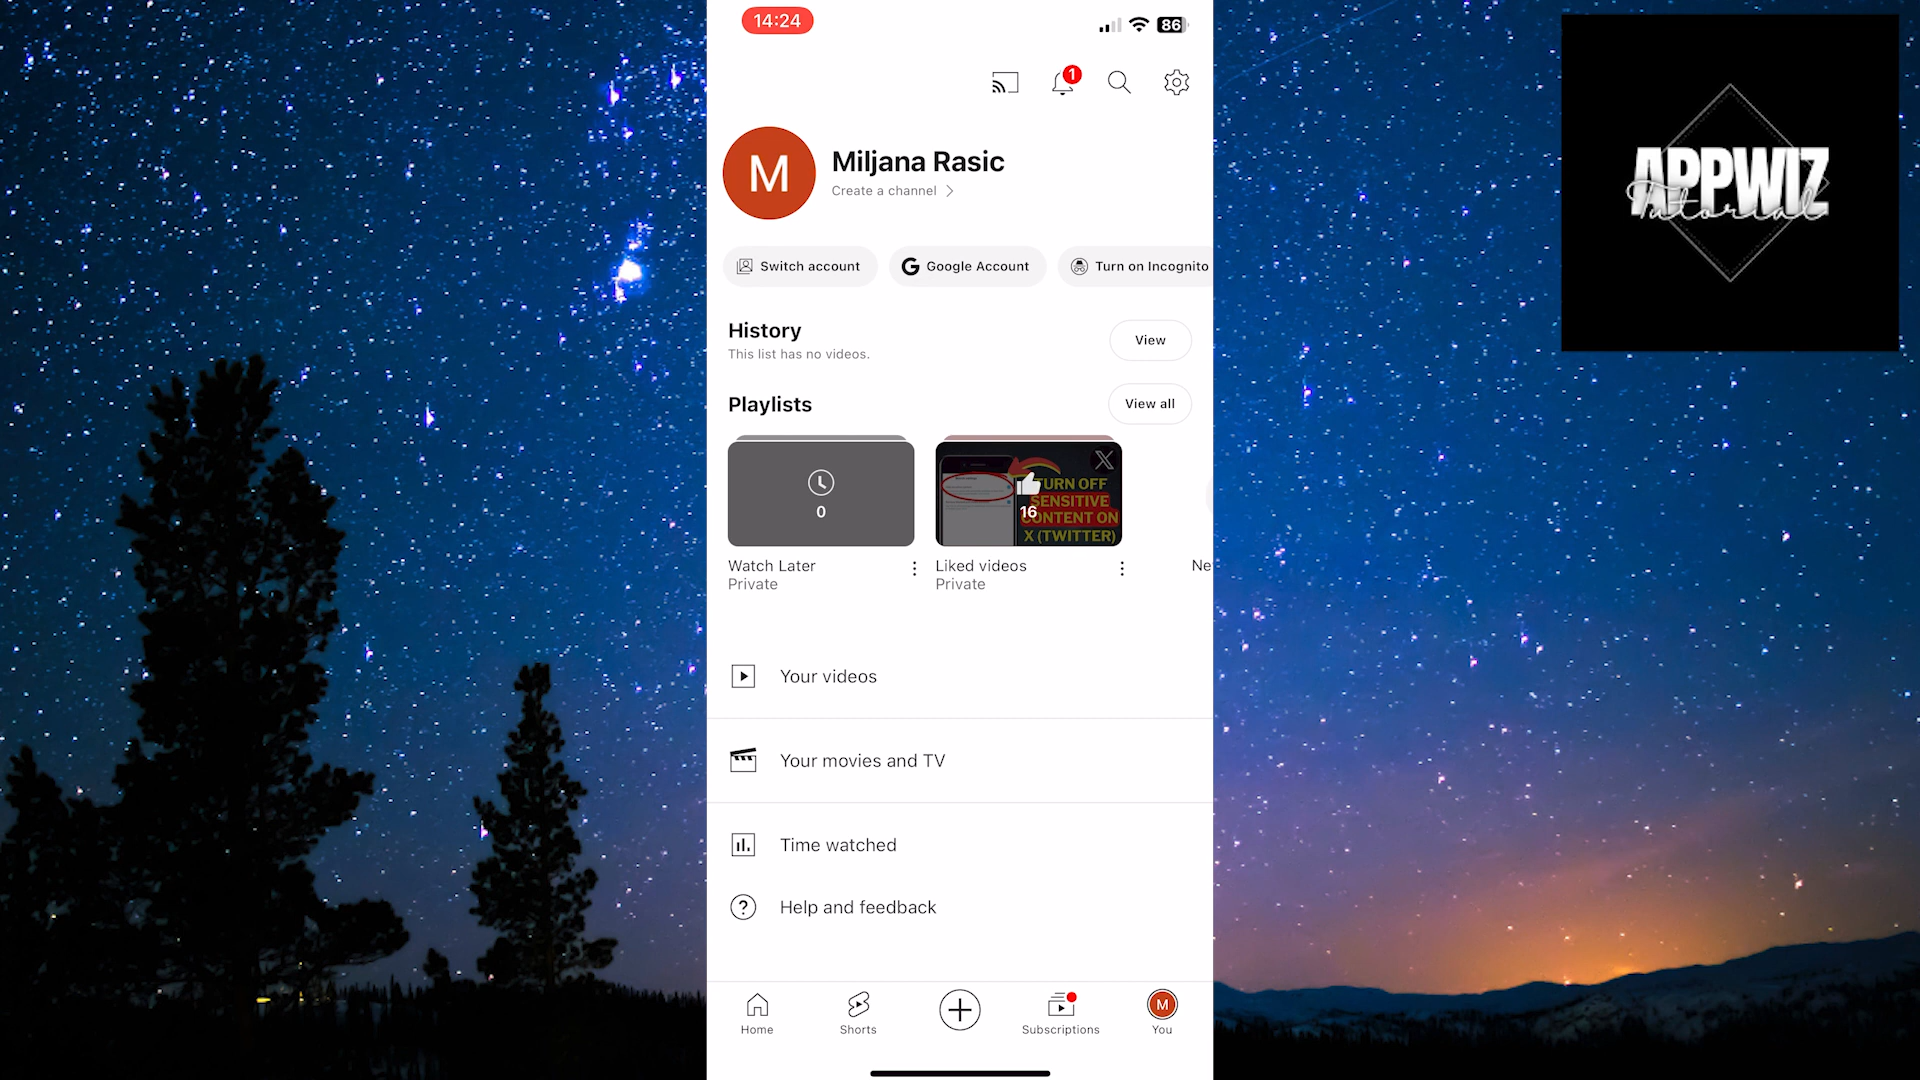 14:24
86
1
APPWIZ
Tutorial
M
Miljana Rasic
Create a channel
Switch account
Google Account
Turn on Incognito
History
This list has no videos.
View
Playlists
View all
0
TURN OFF
SENSITIVE
CONTENT ON
X (TWITTER)
16
Watch Later
Private
Liked videos
Private
Ne
Your videos
Your movies and TV
Time watched
Help and feedback
Home
Shorts
Subscriptions
M
You